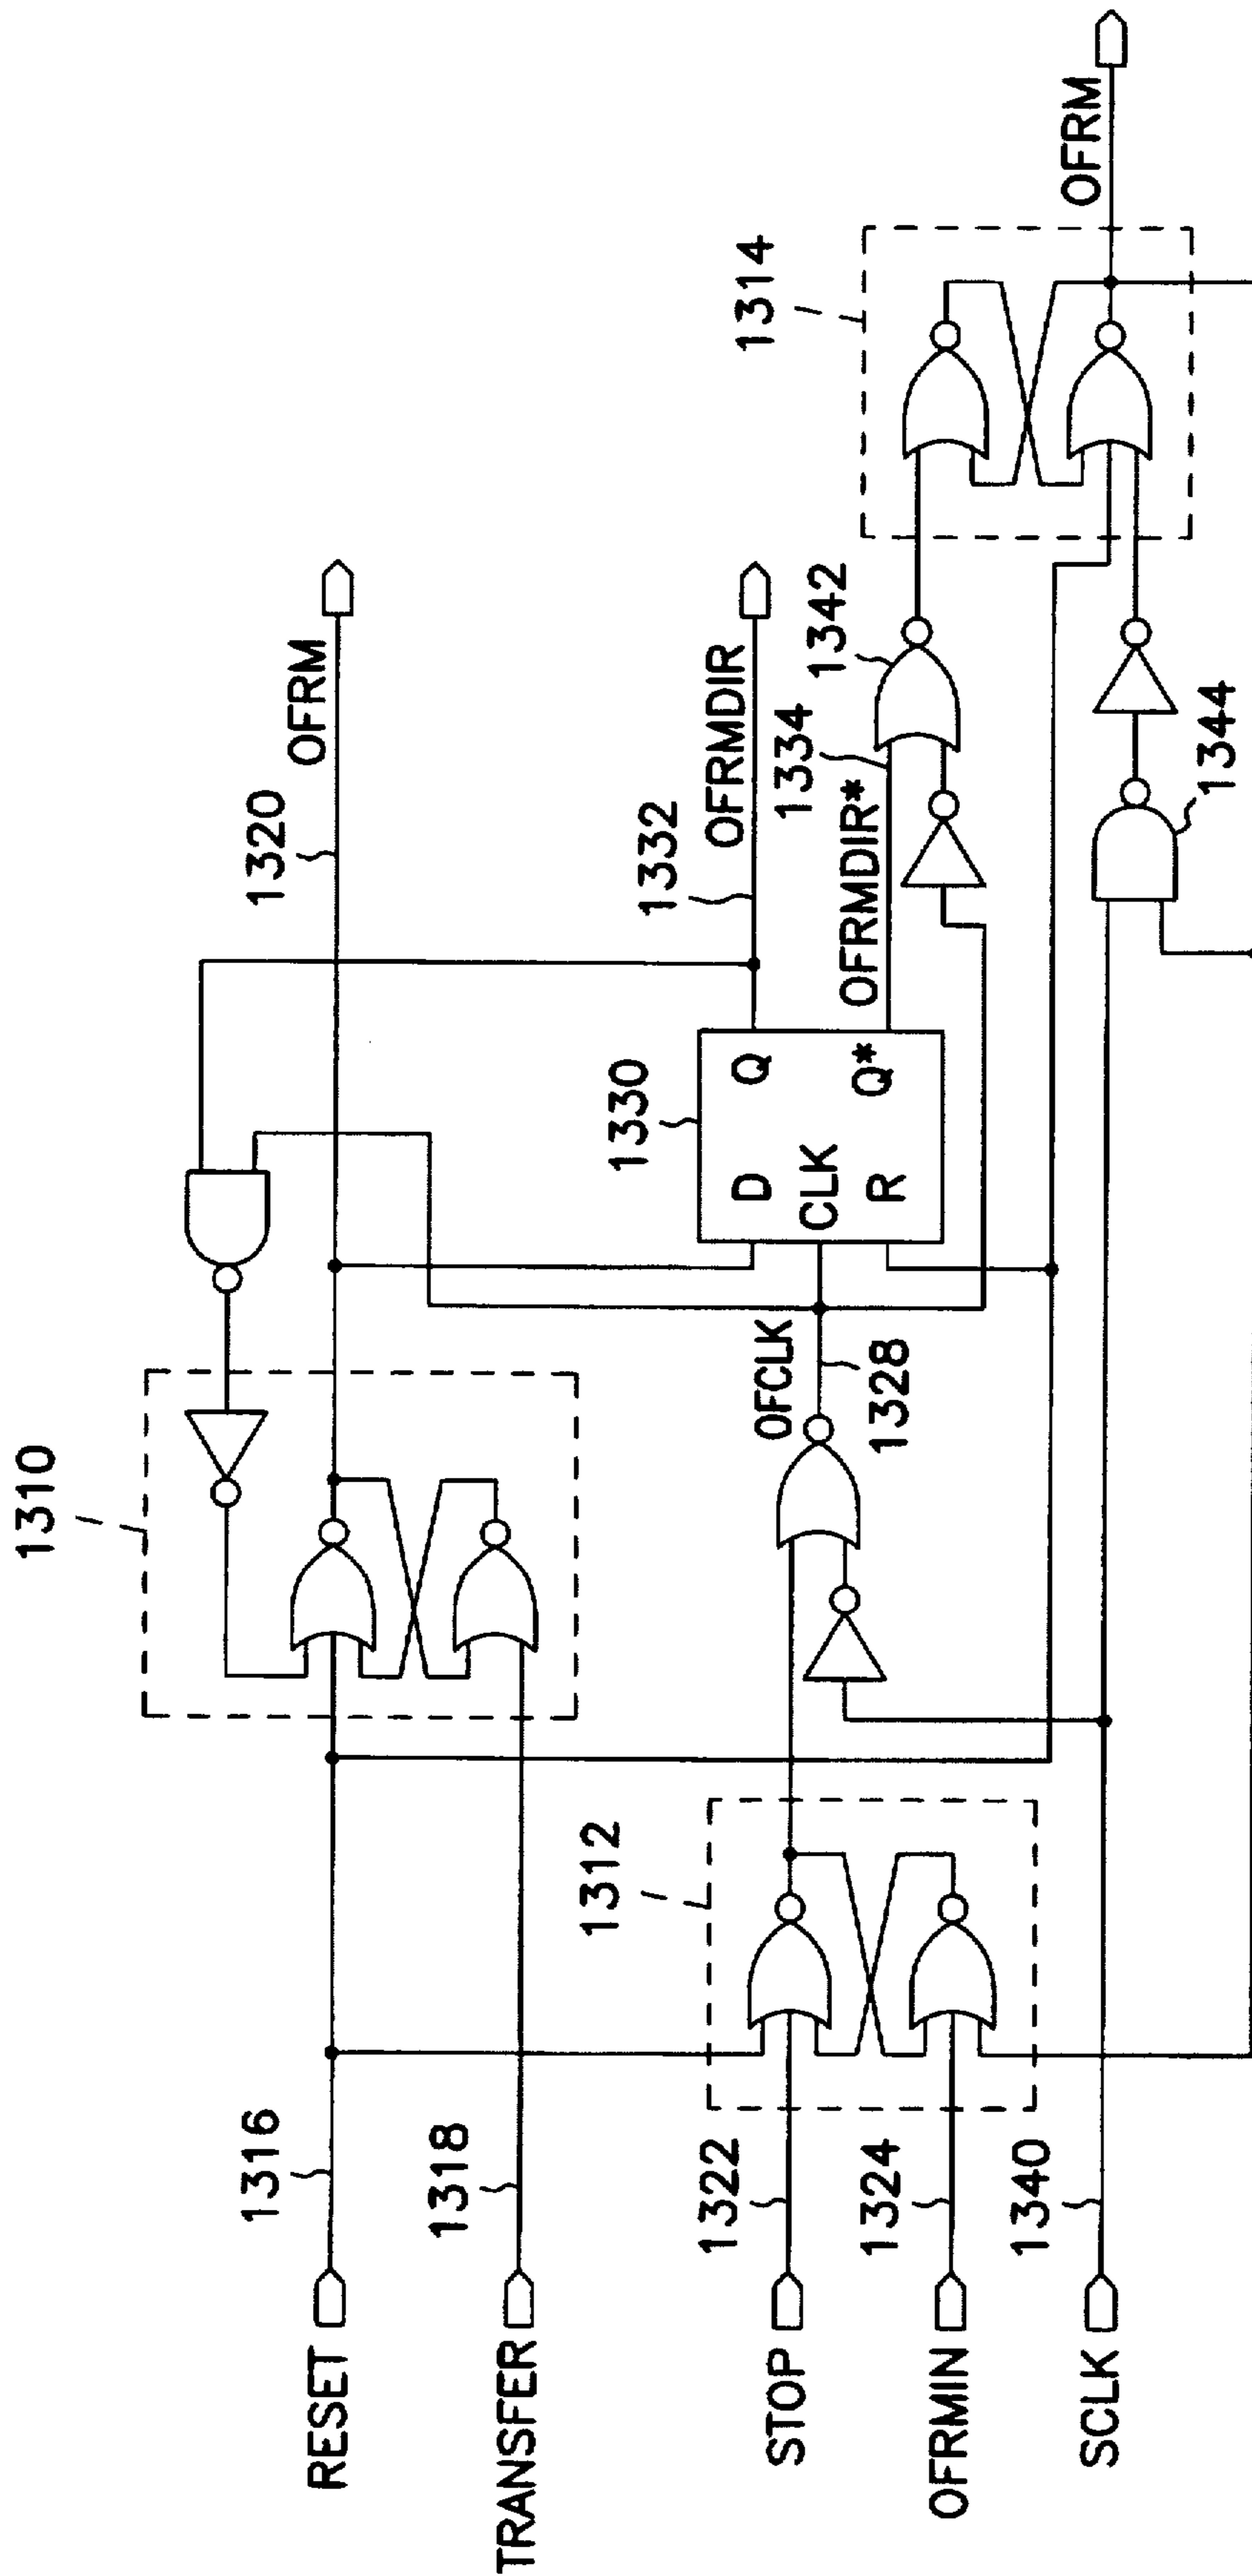 1310
1320
OFRM
RESET
1316
TRANSFER
1318
1330
D
Q
CLK
R
Q*
1332
OFRMDIR
OFRMDIR*
1334
1342
1312
OFCLK
1328
1314
STOP
1322
OFRMIN
1324
SCLK
1340
1344
OFRM